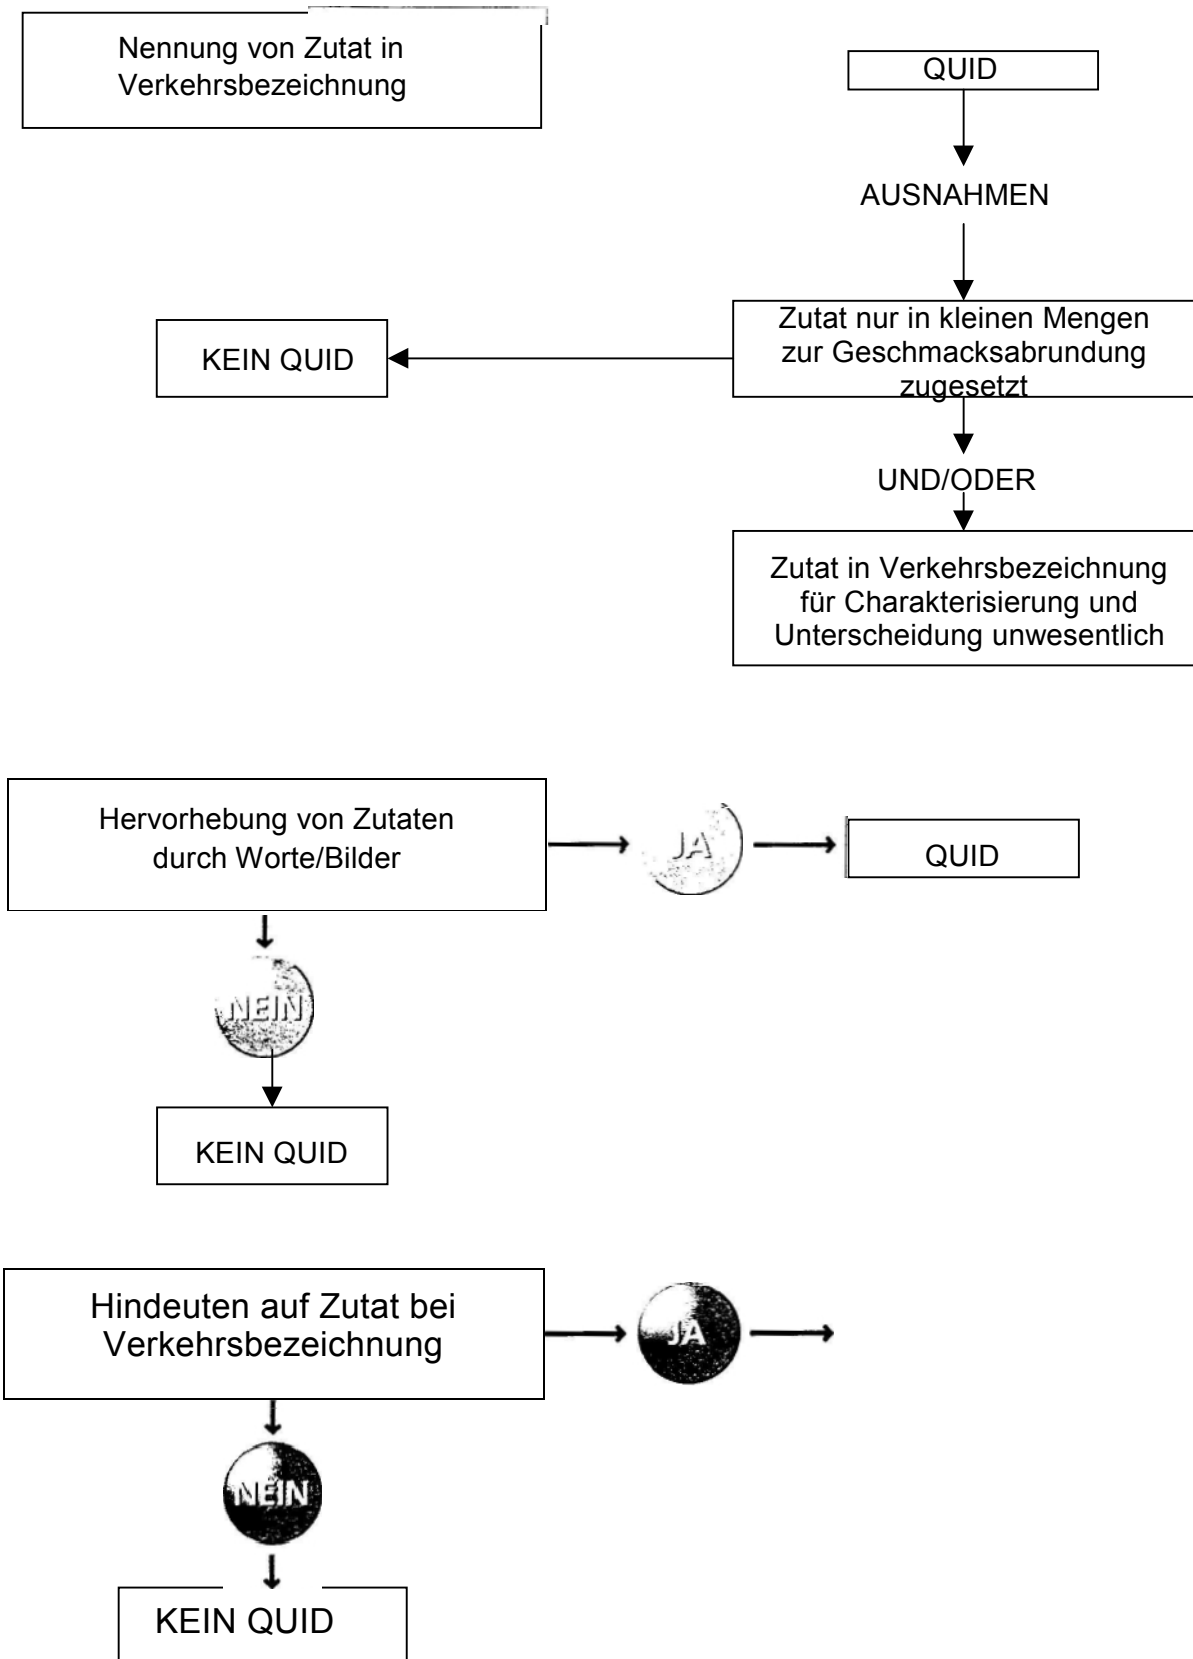 Nennung von Zutat in
Verkehrsbezeichnung
QUID
AUSNAHMEN
Zutat nur in kleinen Mengen
zur Geschmacksabrundung
zugesetzt
KEIN QUID
UND/ODER
Zutat in Verkehrsbezeichnung
für Charakterisierung und
Unterscheidung unwesentlich
Hervorhebung von Zutaten
durch Worte/Bilder
JA
QUID
NEIN
KEIN QUID
Hindeuten auf Zutat bei
Verkehrsbezeichnung
JA
NEIN
KEIN QUID